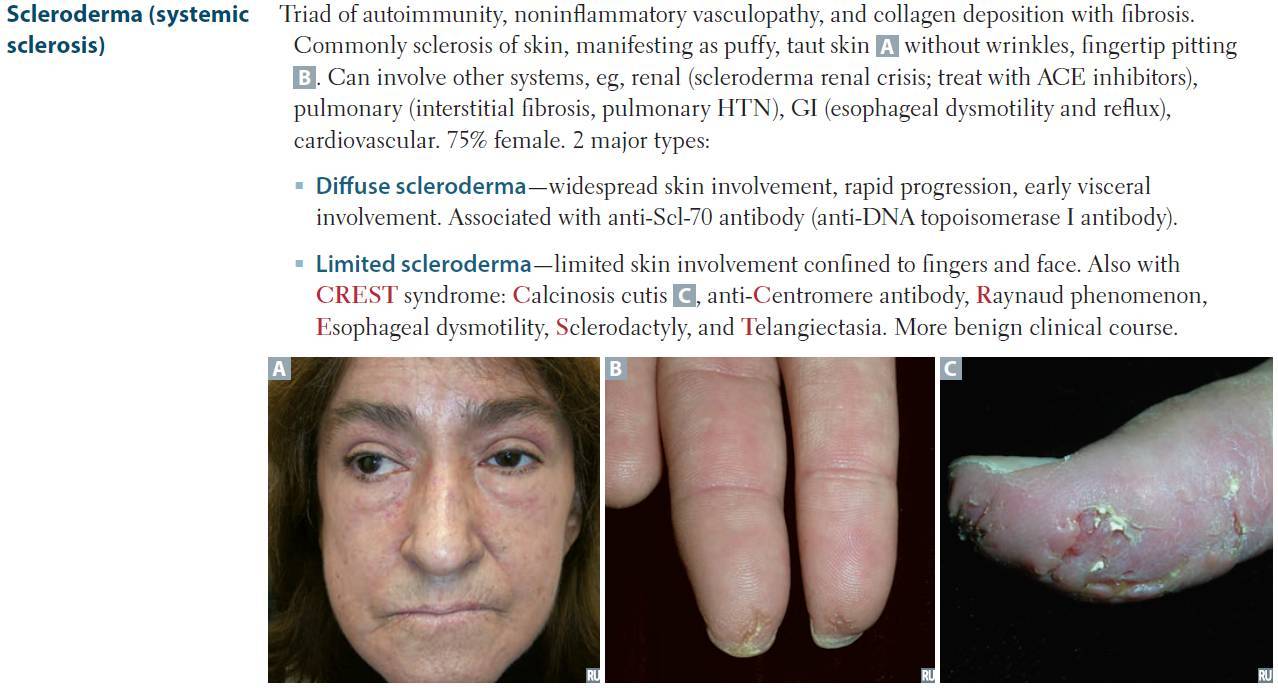 Scleroderma (systemic
sclerosis)
Triad of autoimmunity, noninflammatory vasculopathy, and collagen deposition with fibrosis.
Commonly sclerosis of skin, manifesting as puffy, taut skin A without wrinkles, fingertip pitting
B. Can involve other systems, eg, renal (scleroderma renal crisis; treat with ACE inhibitors),
pulmonary (interstitial fibrosis, pulmonary HTN), GI (esophageal dysmotility and reflux),
cardiovascular. 75% female. 2 major types:
▪ Diffuse scleroderma—widespread skin involvement, rapid progression, early visceral
involvement. Associated with anti-Scl-70 antibody (anti-DNA topoisomerase I antibody).
▪ Limited scleroderma—limited skin involvement confined to fingers and face. Also with
CREST syndrome: Calcinosis cutis C, anti-Centromere antibody, Raynaud phenomenon,
Esophageal dysmotility, Sclerodactyly, and Telangiectasia. More benign clinical course.
A B C
RU RU RU